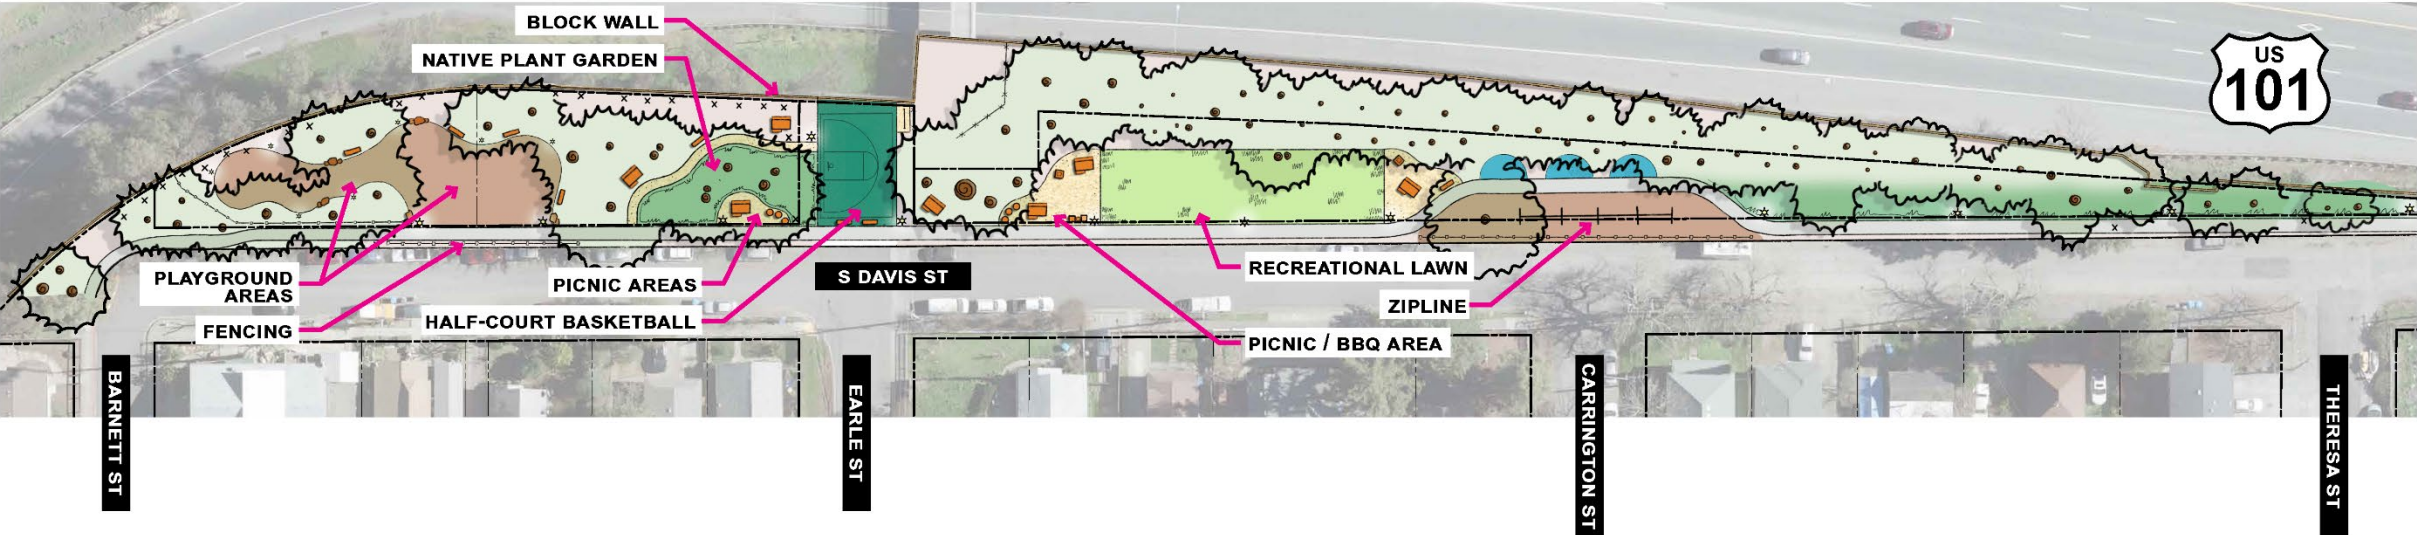 BLOCK WALL
NATIVE PLANT GARDEN
US
101
PLAYGROUND
AREAS
FENCING
PICNIC AREAS
HALF-COURT BASKETBALL
S DAVIS ST
RECREATIONAL LAWN
ZIPLINE
PICNIC / BBQ AREA
BARNETT ST
EARLE ST
CARRINGTON ST
THERESA ST